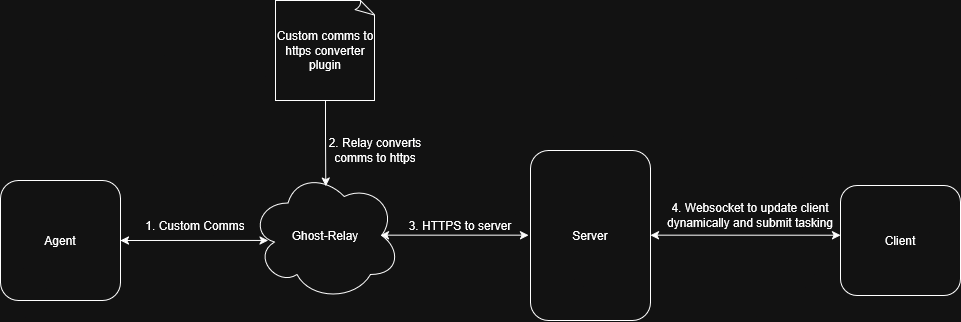 Custom comms to
https converter
plugin
2. Relay converts
comms to https
Agent
1. Custom Comms
Ghost-Relay
3. HTTPS to server
Server
4. Websocket to update client
dynamically and submit tasking
Client